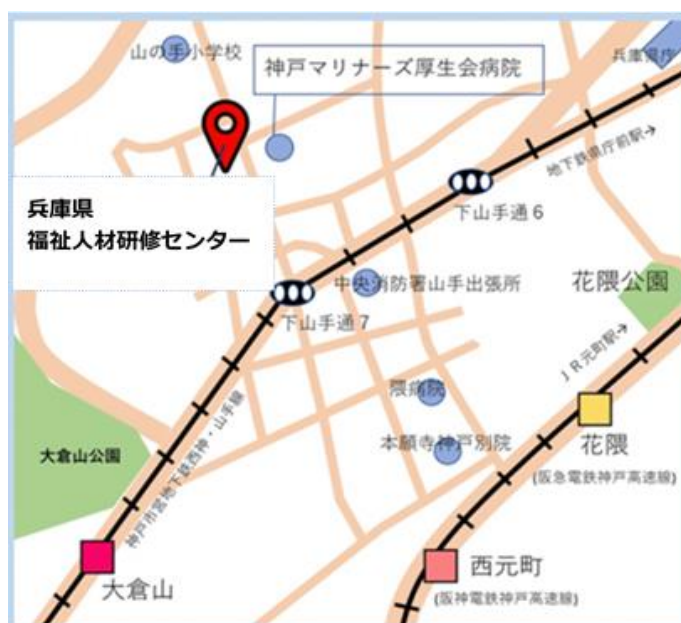 山の手小学校
神戸マリナーズ厚生会病院
兵庫県庁
地下鉄県庁前駅→
下山手通6
兵庫県
福祉人材研修センター
中央消防署山手出張所
花隈公園
下山手通7
JR元町駅→
隈病院
大倉山公園
神戸市営地下鉄西神・山手線
本願寺神戸別院
花隈
(阪急電鉄神戸高速線)
西元町
(阪神電鉄神戸高速線)
大倉山